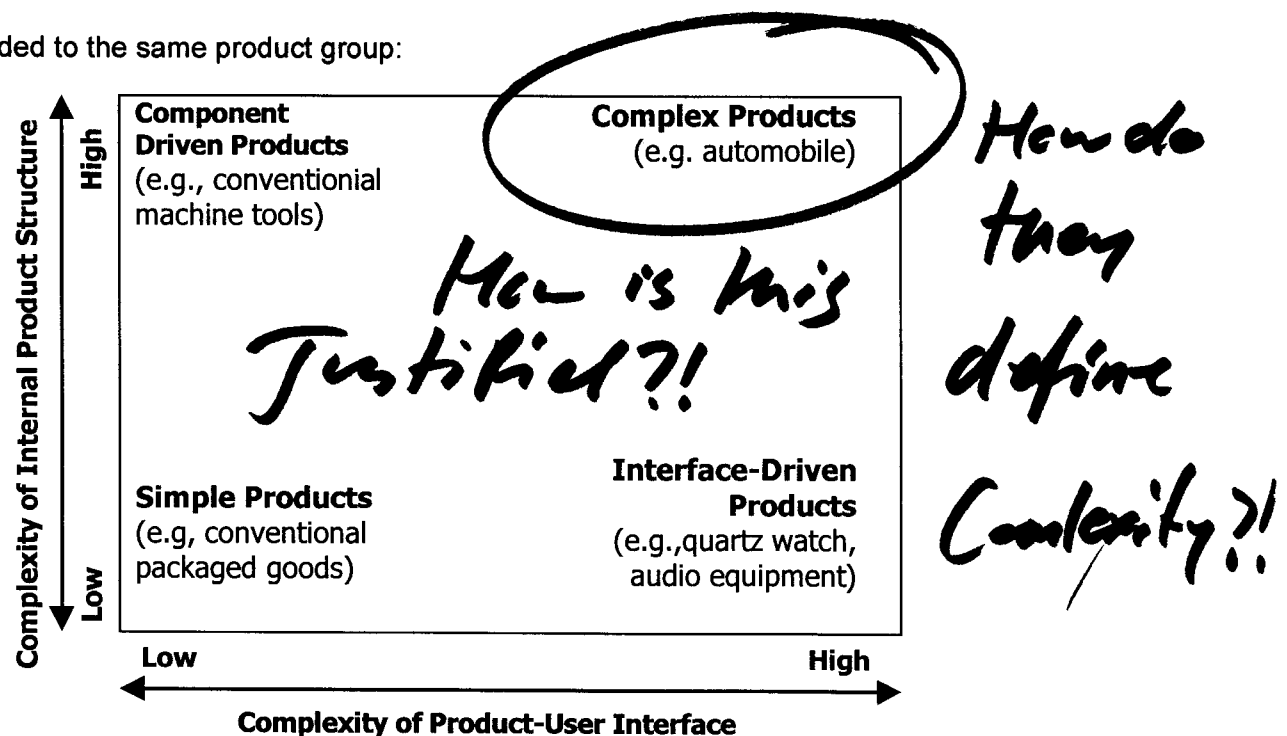 ded to the same product group:
Complexity of Internal Product Structure
High
Low
Component
Driven Products
(e.g., conventionial
machine tools)
Complex Products
(e.g. automobile)
How is this
Justified?!
Simple Products
(e.g, conventional
packaged goods)
Interface-Driven
Products
(e.g.,quartz watch,
audio equipment)
Low
High
Complexity of Product-User Interface
How do
they
define
Complexity?!